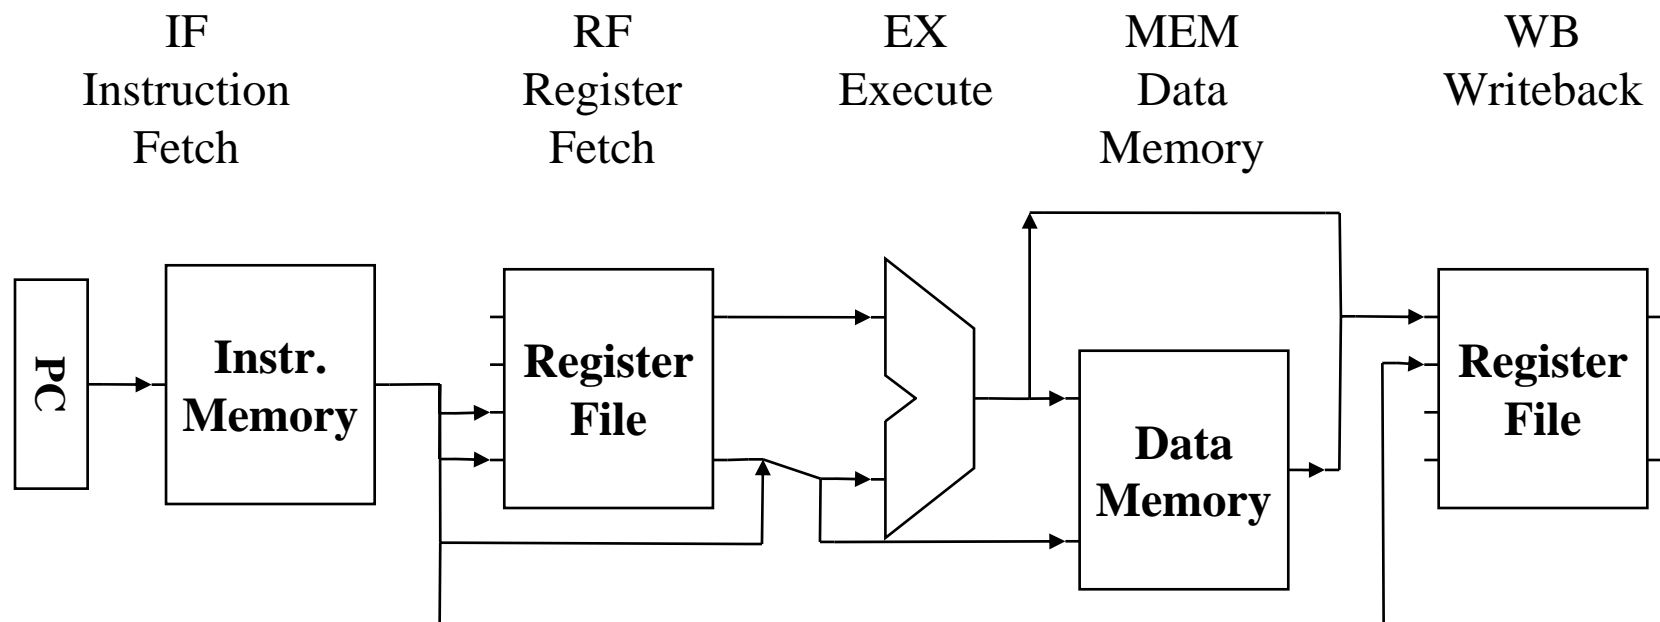 IF
Instruction
Fetch
RF
Register
Fetch
EX
Execute
MEM
Data
Memory
WB
Writeback
PC
Instr.
Memory
Register
File
Data
Memory
Register
File